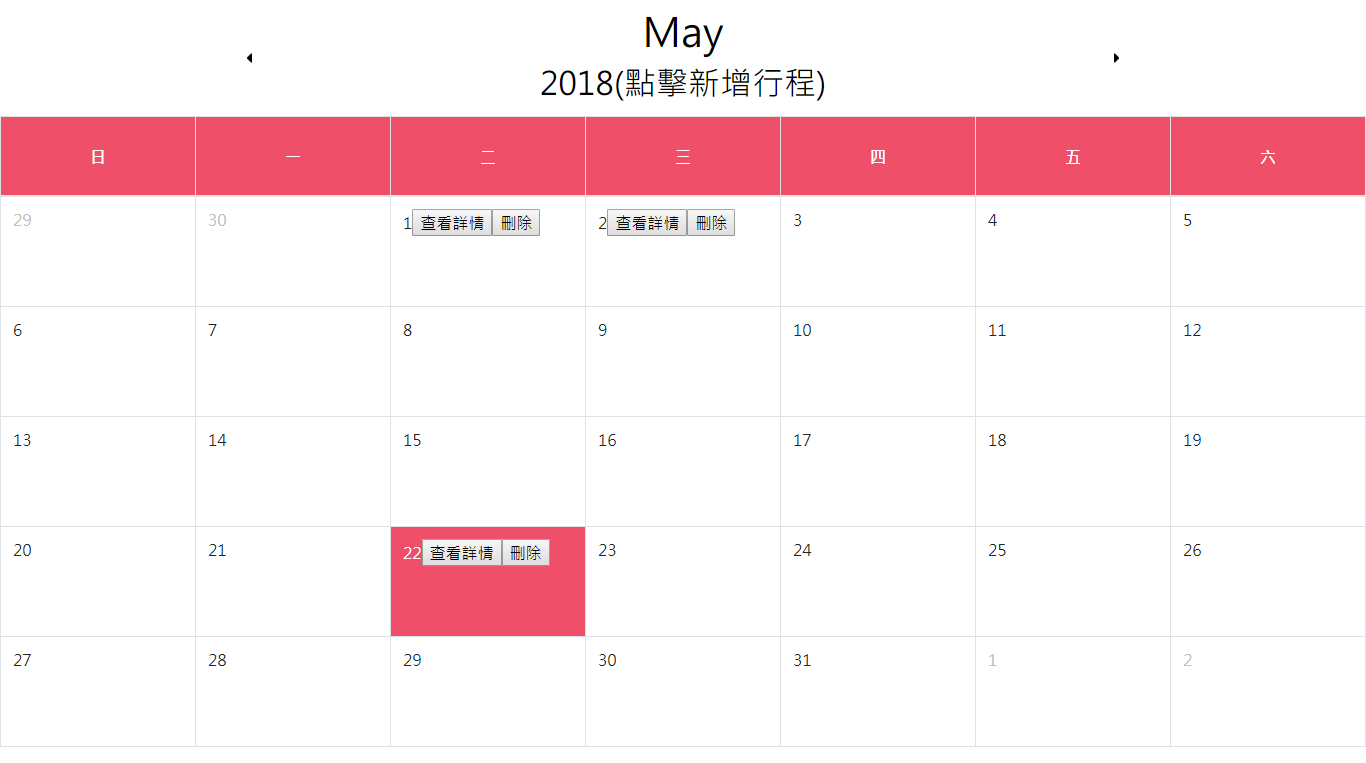 May
2018(點擊新增行程)
日 一 二 三 四 五 六
29 30 1查看詳情刪除 2查看詳情刪除 3 4 5
6 7 8 9 10 11 12
13 14 15 16 17 18 19
20 21 22查看詳情刪除 23 24 25 26
27 28 29 30 31 1 2